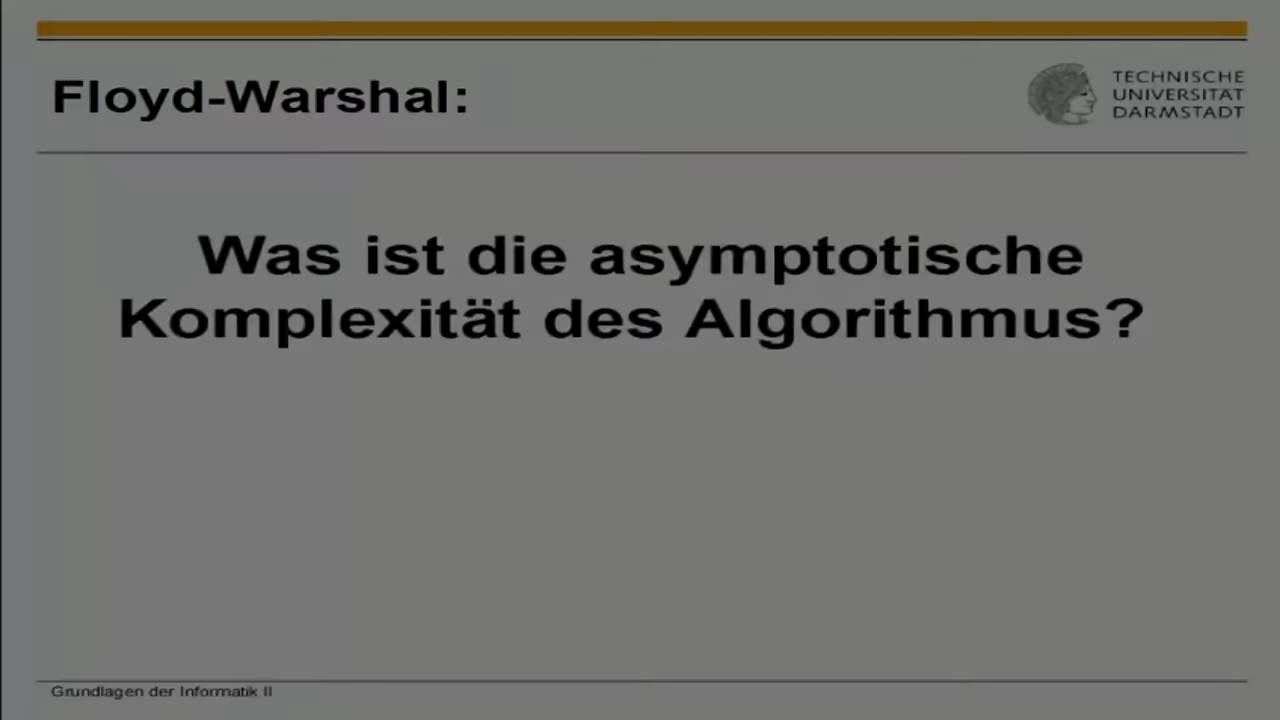 Floyd-Warshal:
TECHNISCHE
UNIVERSITÄT
DARMSTADT
Was ist die asymptotische
Komplexität des Algorithmus?
Grundlagen der Informatik II